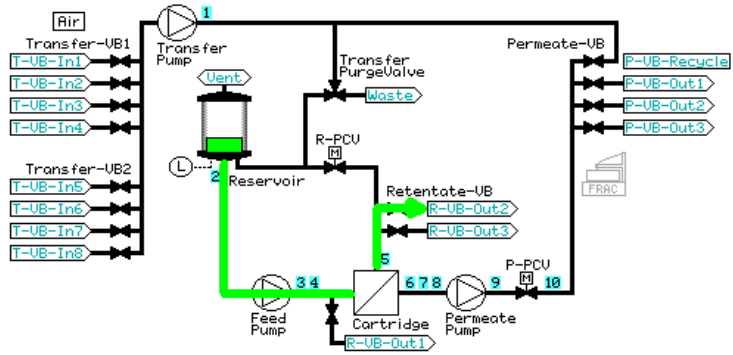 Air
1
Transfer-VB1
Transfer
Pump
Permeate-VB
T-VB-In1
T-VB-In2
T-VB-In3
T-VB-In4
Vent
Transfer
PurgeValve
Waste
P-VB-Recycle
P-VB-Out1
P-VB-Out2
P-VB-Out3
R-PCV
M
Transfer-VB2
L
2
Reservoir
FRAC
T-VB-In5
T-VB-In6
T-VB-In7
T-VB-In8
Retentate-VB
R-VB-Out2
R-VB-Out3
5
P-PCV
M
3 4
6 7 8
9
10
Feed
Pump
Cartridge
Permeate
Pump
R-VB-Out1